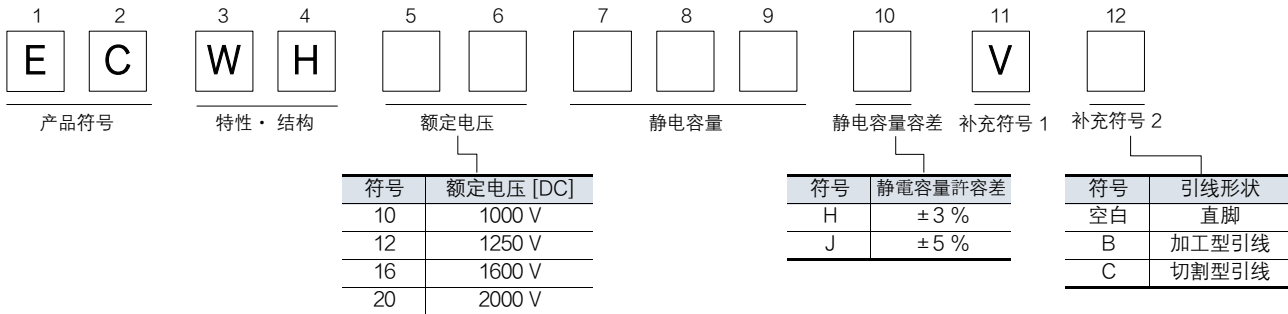 1 2 3 4 5 6 7 8 9 10 11 12
E C W H V
产品符号 特性・结构 额定电压 静电容量 静电容量容差 补充符号 1 补充符号 2
符号 额定电压 [DC]
10 1000 V
12 1250 V
16 1600 V
20 2000 V
符号 静電容量許容差
H ±3 %
J ±5 %
符号 引线形状
空白 直脚
B 加工型引线
C 切割型引线